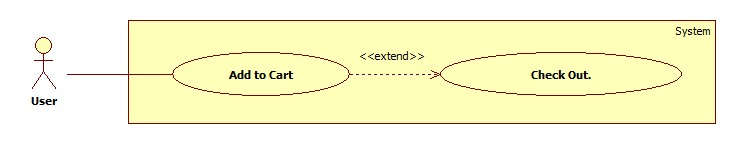 System
<<extend>>
Add to Cart
Check Out.
User